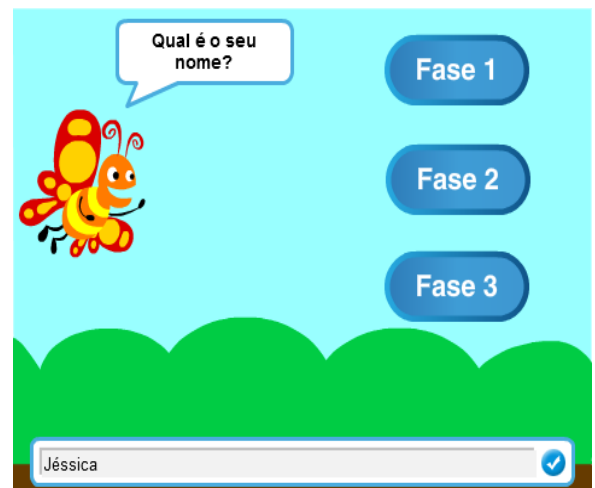 Qual é o seu
nome?
Fase 1
Fase 2
Fase 3
Jéssica